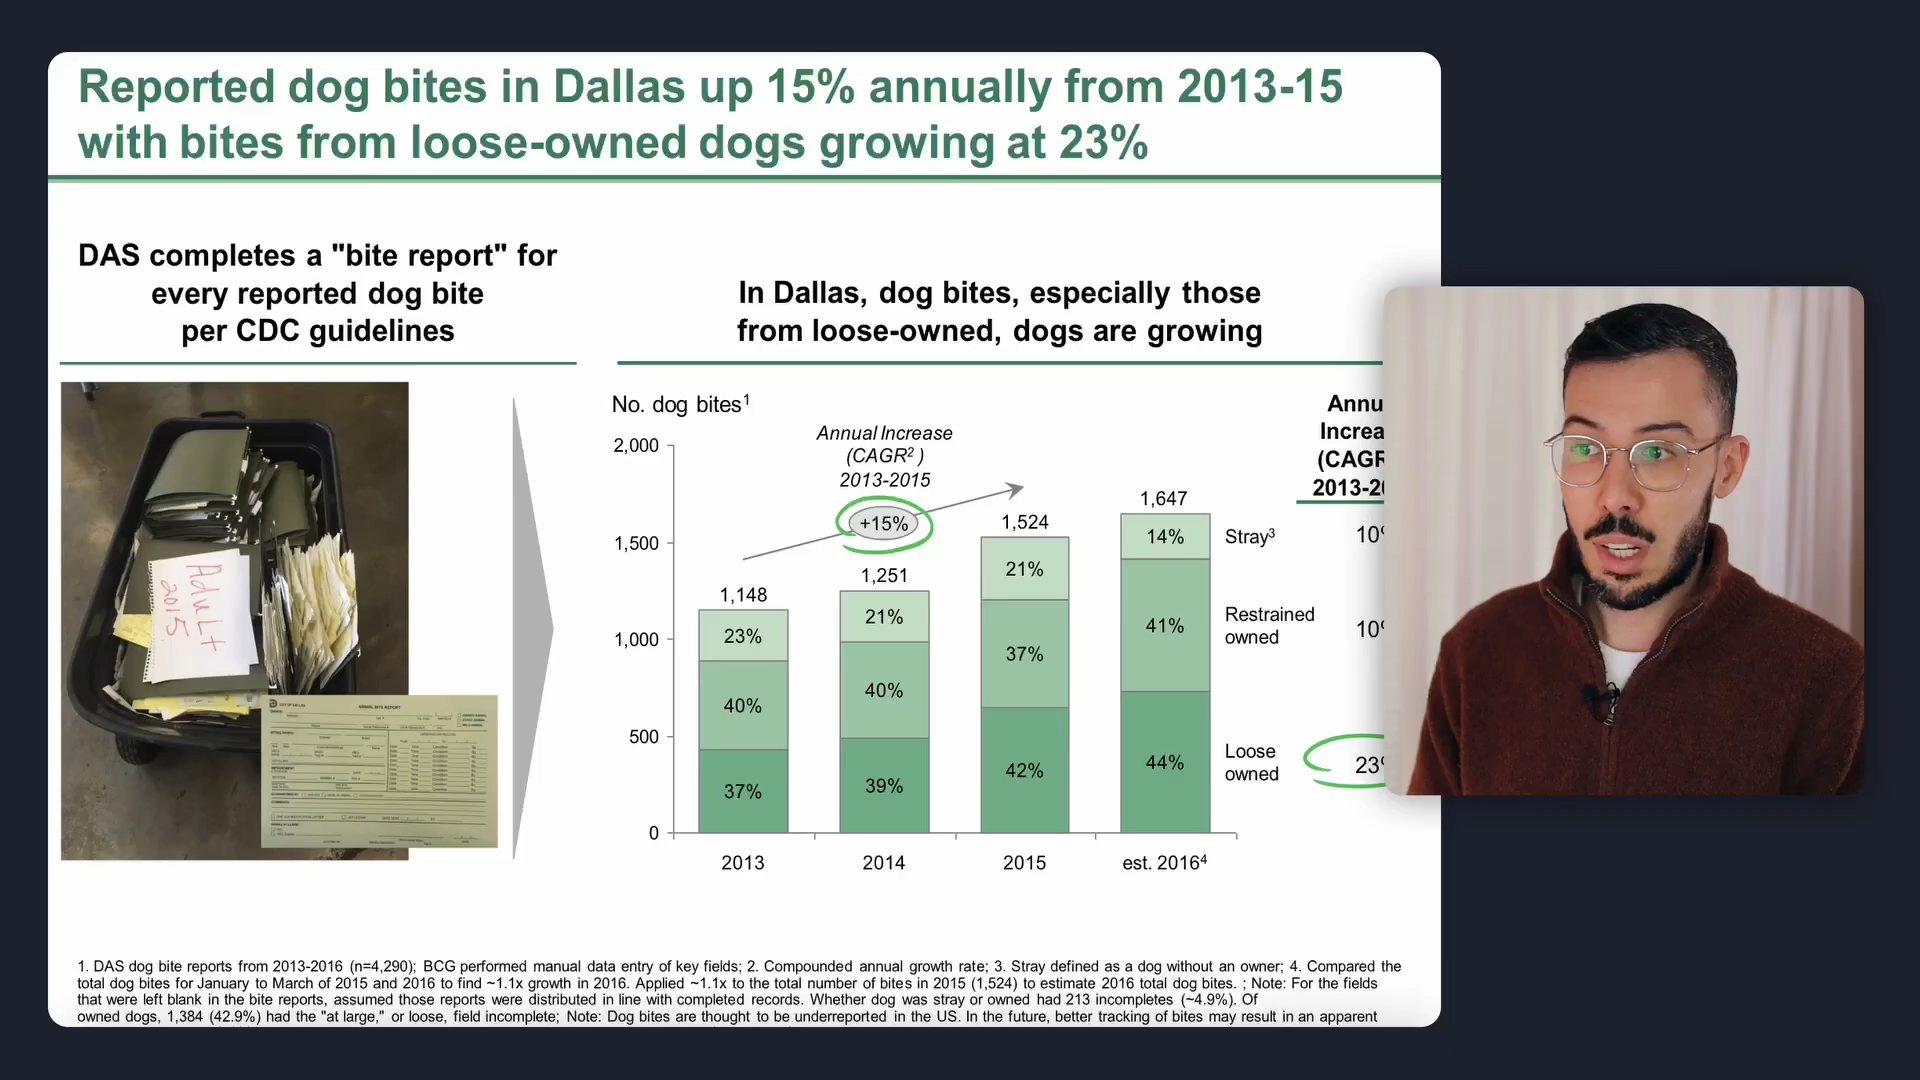 Reported dog bites in Dallas up 15% annually from 2013-15
with bites from loose-owned dogs growing at 23%
DAS completes a "bite report" for
every reported dog bite
per CDC guidelines
In Dallas, dog bites, especially those
from loose-owned, dogs are growing
Adult
2015
CITY OF DALLAS
ANIMAL BITE REPORT
No. dog bites1
Annual Increase
(CAGR2 )
2013-2015
+15%
2,000
1,500
1,000
500
0
1,148
23%
40%
37%
2013
1,251
21%
40%
39%
2014
1,524
21%
37%
42%
2015
1,647
14%
41%
44%
est. 20164
Stray3
Restrained
owned
Loose
owned
Annu
Increa
(CAGR
2013-20
10
10
23
1. DAS dog bite reports from 2013-2016 (n=4,290); BCG performed manual data entry of key fields; 2. Compounded annual growth rate; 3. Stray defined as a dog without an owner; 4. Compared the
total dog bites for January to March of 2015 and 2016 to find ~1.1x growth in 2016. Applied ~1.1x to the total number of bites in 2015 (1,524) to estimate 2016 total dog bites. ; Note: For the fields
that were left blank in the bite reports, assumed those reports were distributed in line with completed records. Whether dog was stray or owned had 213 incompletes (~4.9%). Of
owned dogs, 1,384 (42.9%) had the "at large," or loose, field incomplete; Note: Dog bites are thought to be underreported in the US. In the future, better tracking of bites may result in an apparent